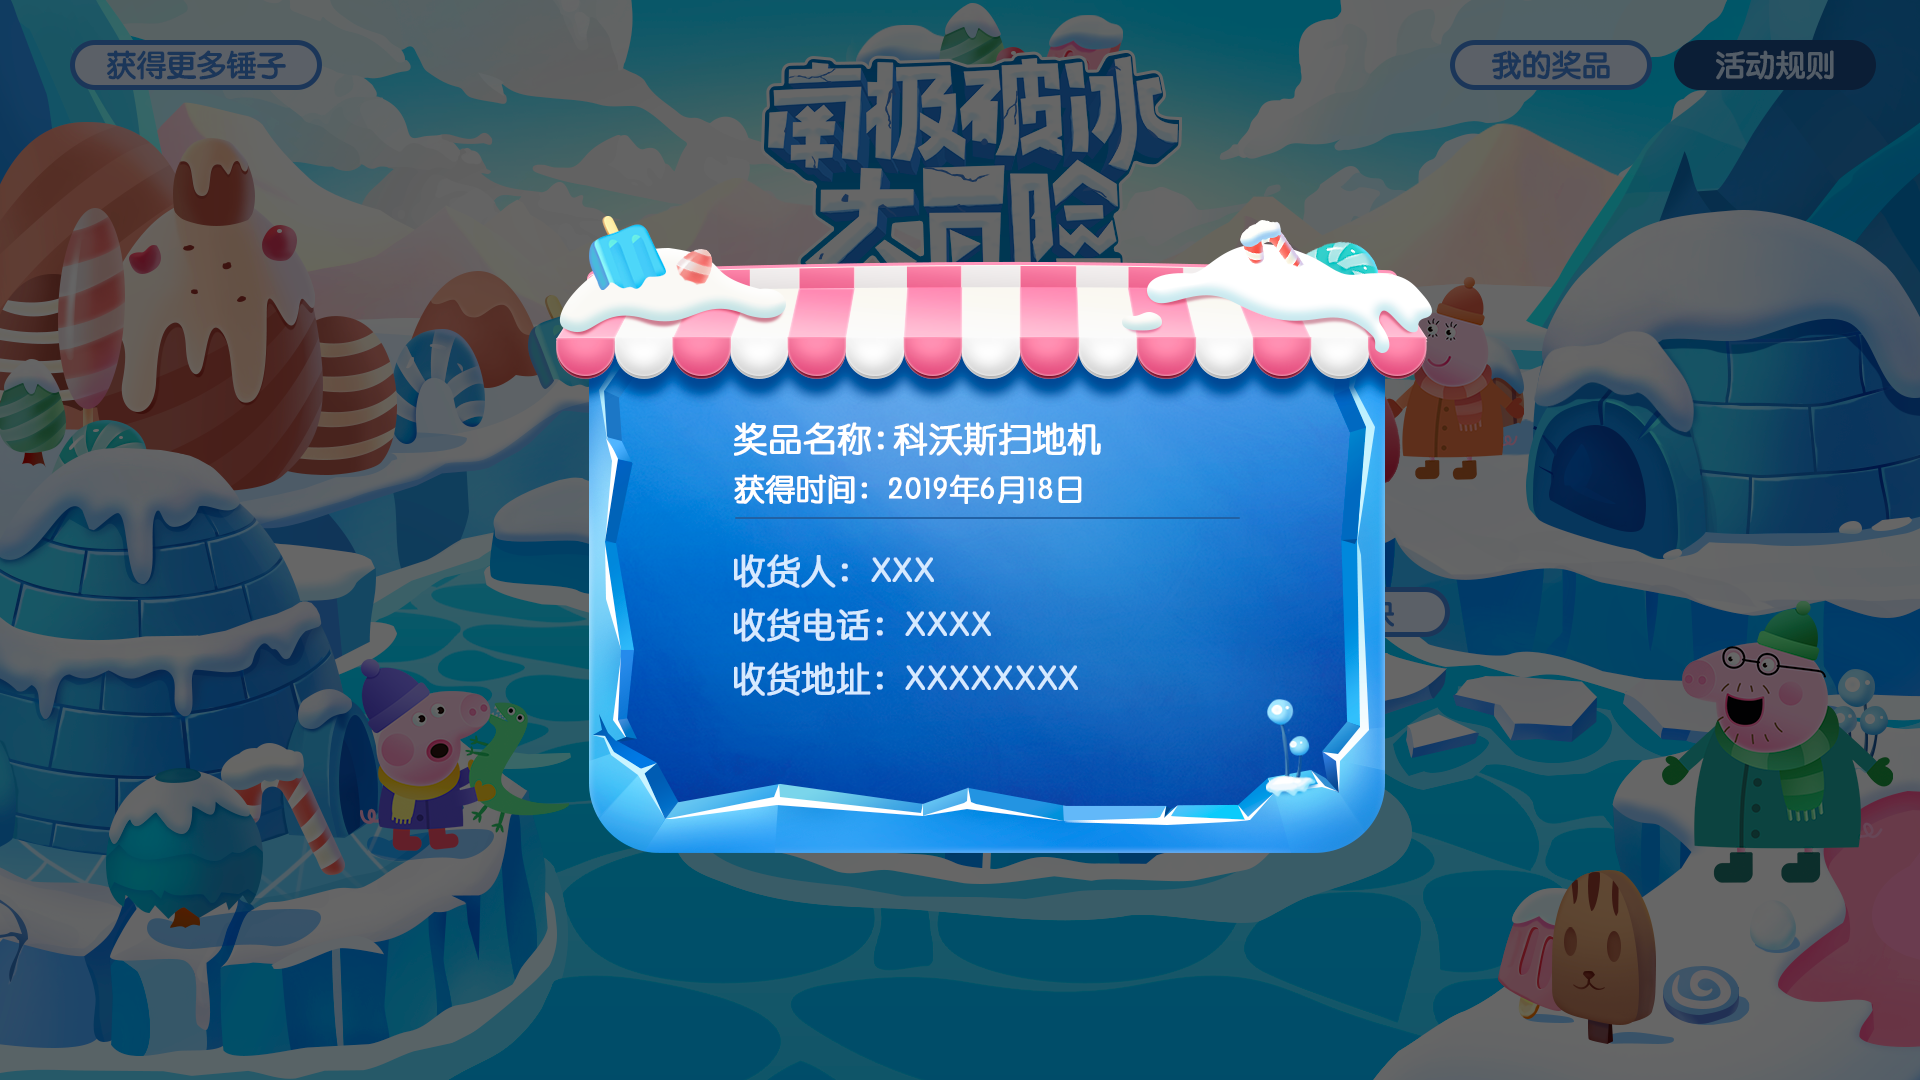 获得更多锤子
我的奖品
活动规则
南极破冰
大冒险
奖品名称：科沃斯扫地机
获得时间：2019年6月18日
收货人：XXX
收货电话：XXXX
收货地址：XXXXXXXX